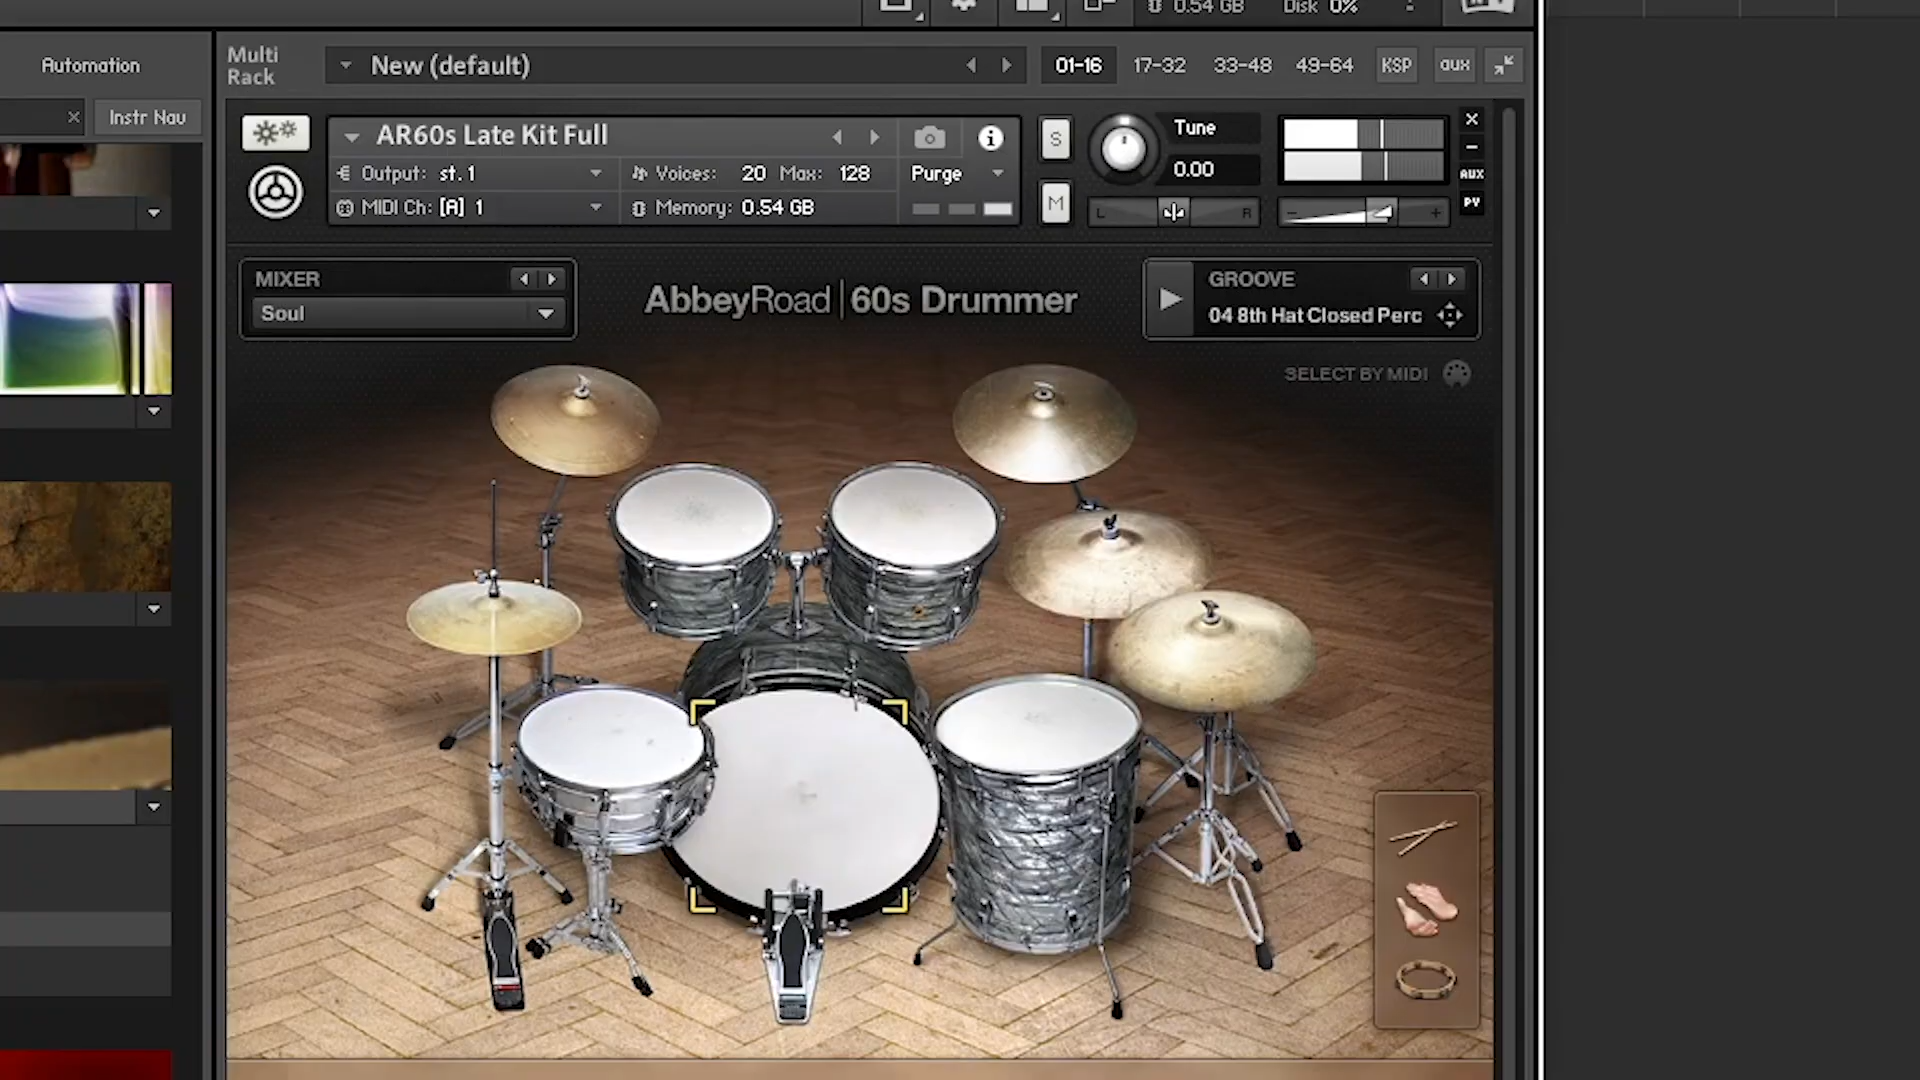 0.54 GB Disk 0%
Automation
Multi Rack
New (default)
01-16 17-32 33-48 49-64 KSP aux
Instr Nav
AR60s Late Kit Full
S
Tune
0.00
Output: st.1
Voices: 20 Max: 128
Purge
MIDI Ch: [A] 1
Memory: 0.54 GB
M
L R
AUX
PV
MIXER
Soul
AbbeyRoad | 60s Drummer
GROOVE
04 8th Hat Closed Perc
SELECT BY MIDI